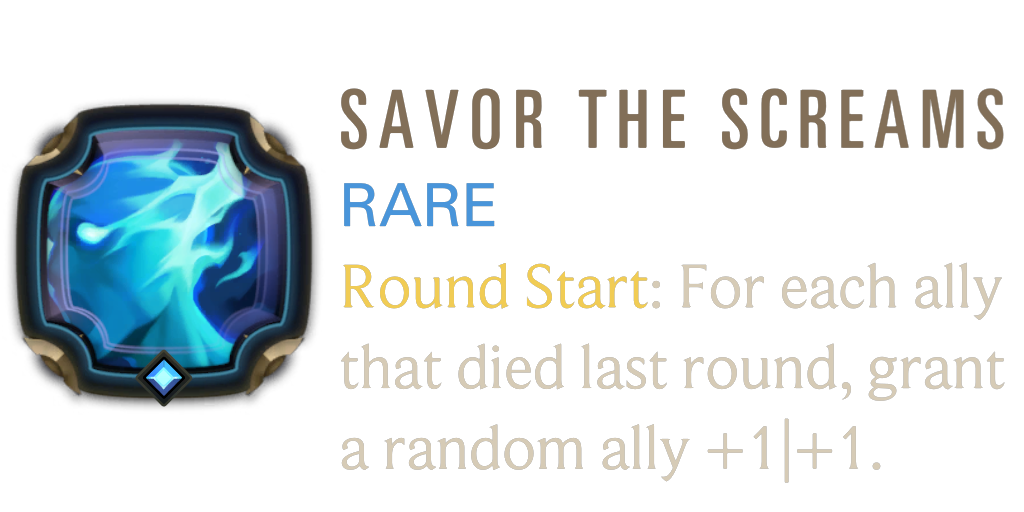 SAVOR THE SCREAMS
RARE
Round Start: For each ally
that died last round, grant
a random ally +1|+1.